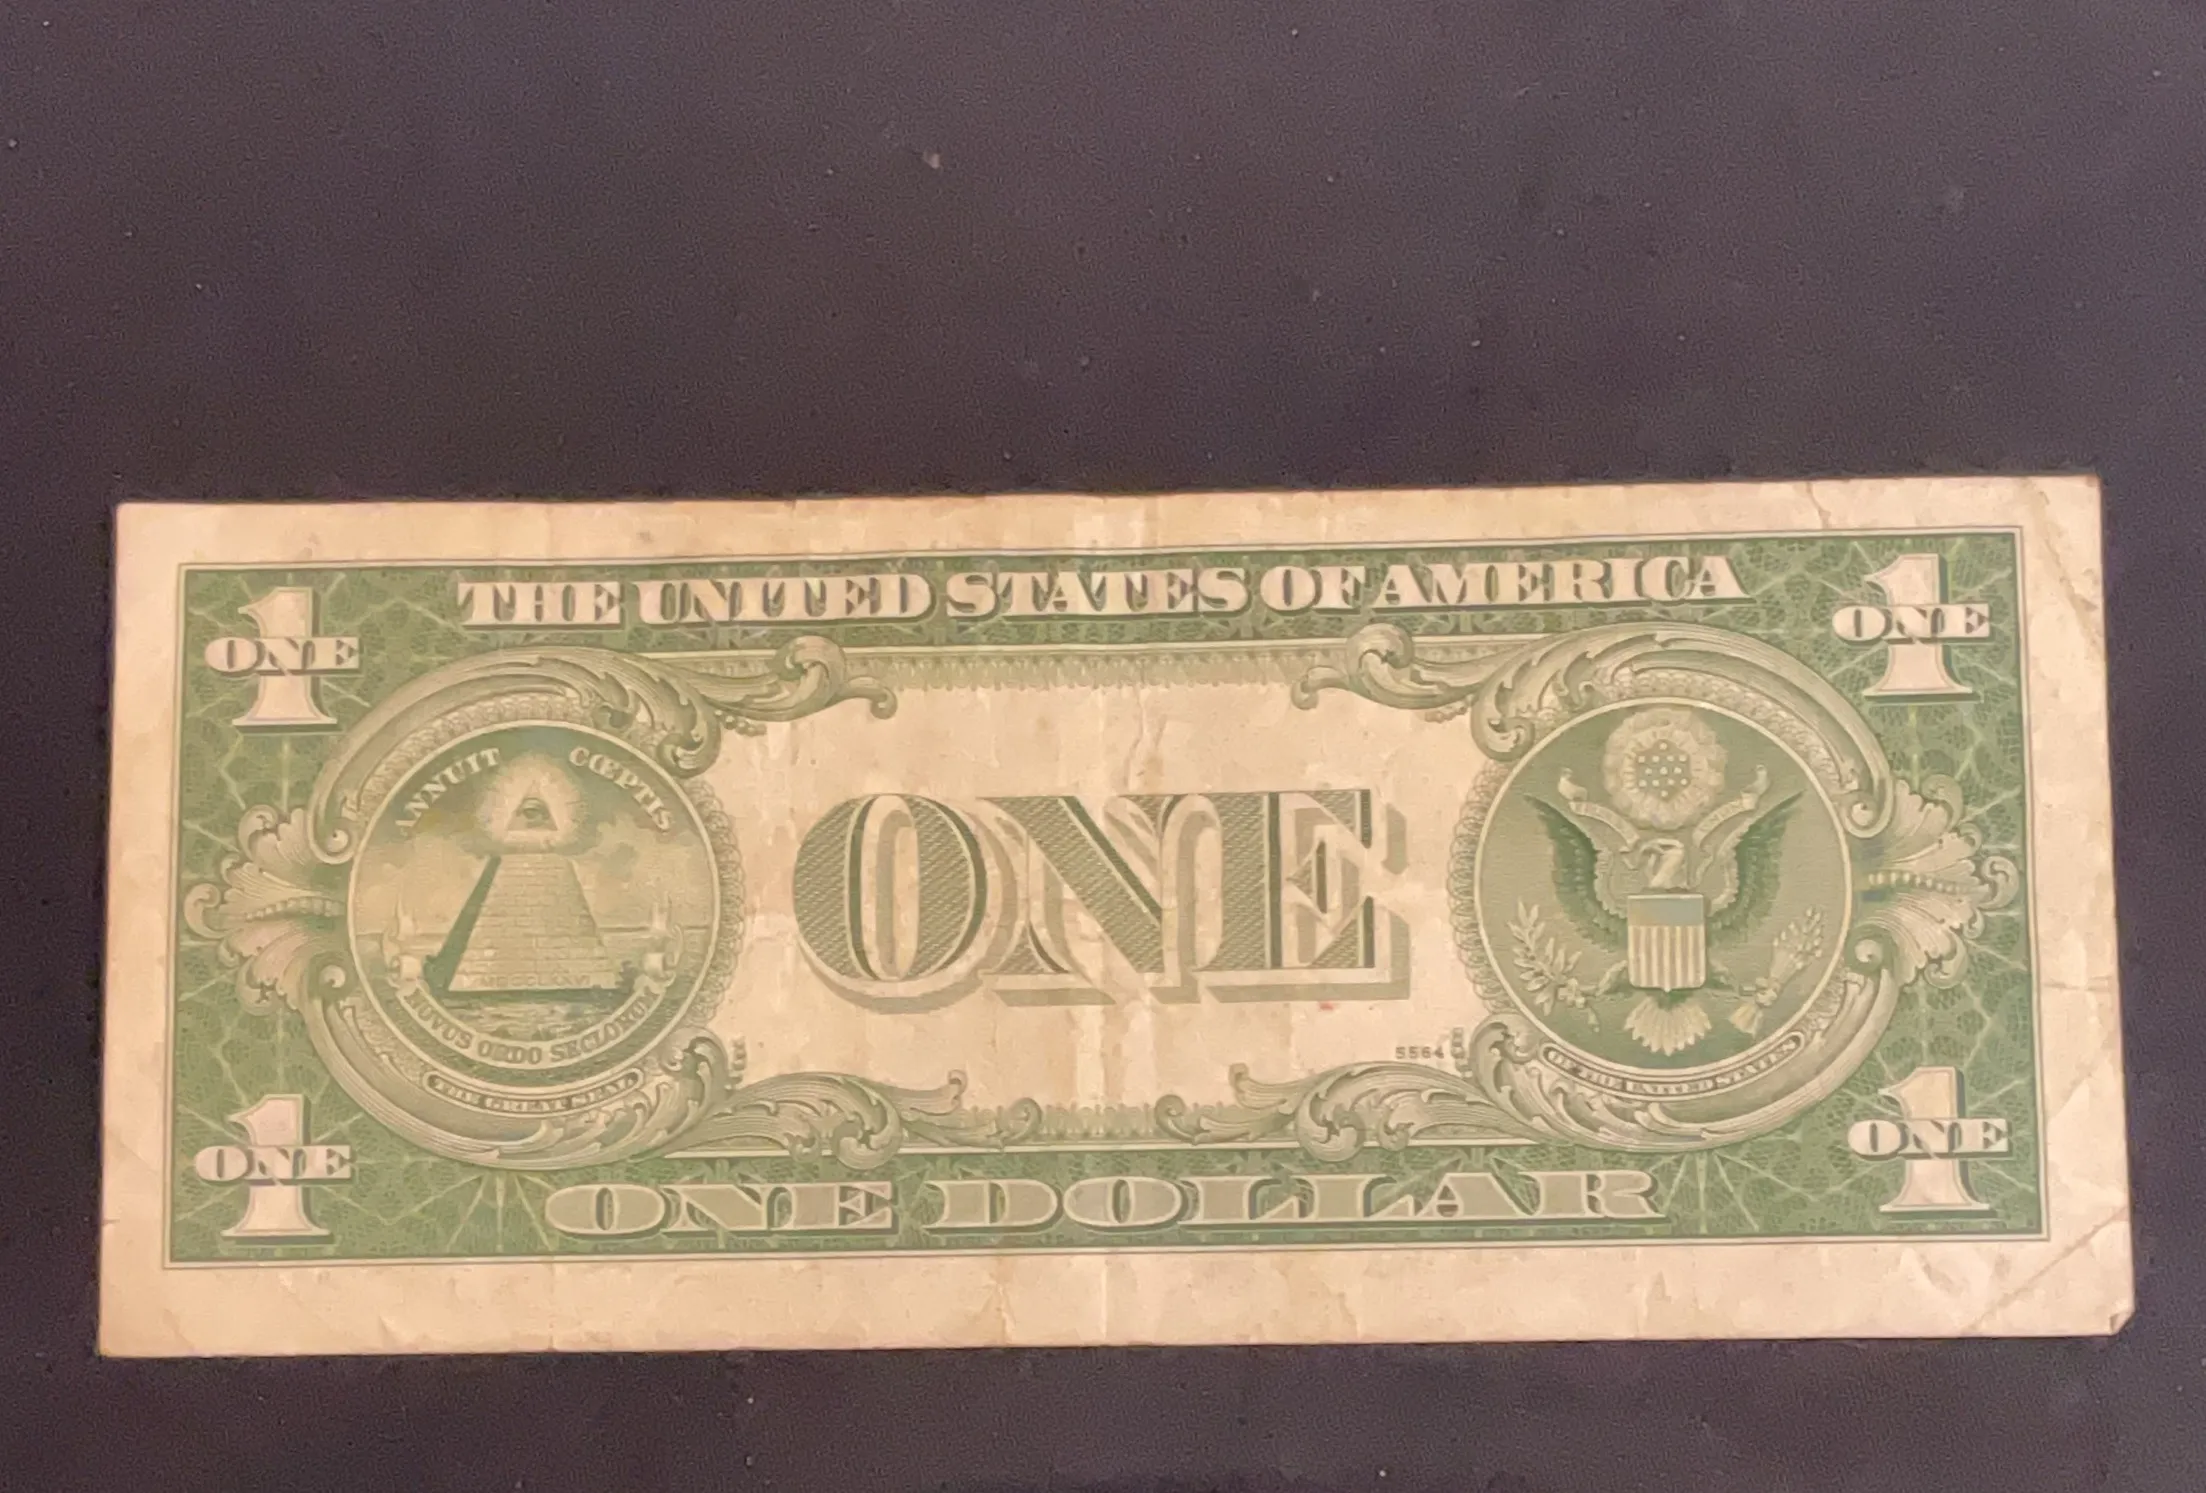 THE UNITED STATES OF AMERICA
1 ONE
1 ONE
ANNUIT CŒPTIS
MDCCLXXVI
NOVUS ORDO SECLORUM
THE GREAT SEAL
ONE
5564
OF THE UNITED STATES
1 ONE
1 ONE
ONE DOLLAR